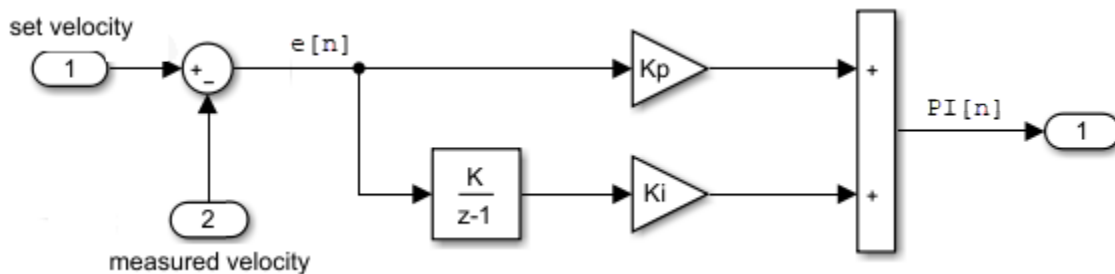 set velocity
1
+
-
e[n]
Kp
+
PI[n]
1
K
z-1
Ki
+
2
measured velocity